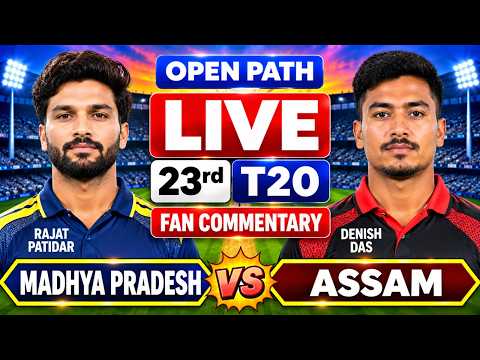 OPEN PATH
LIVE
23rd T20
FAN COMMENTARY
RAJAT
PATIDAR
DENISH
DAS
MADHYA PRADESH VS ASSAM